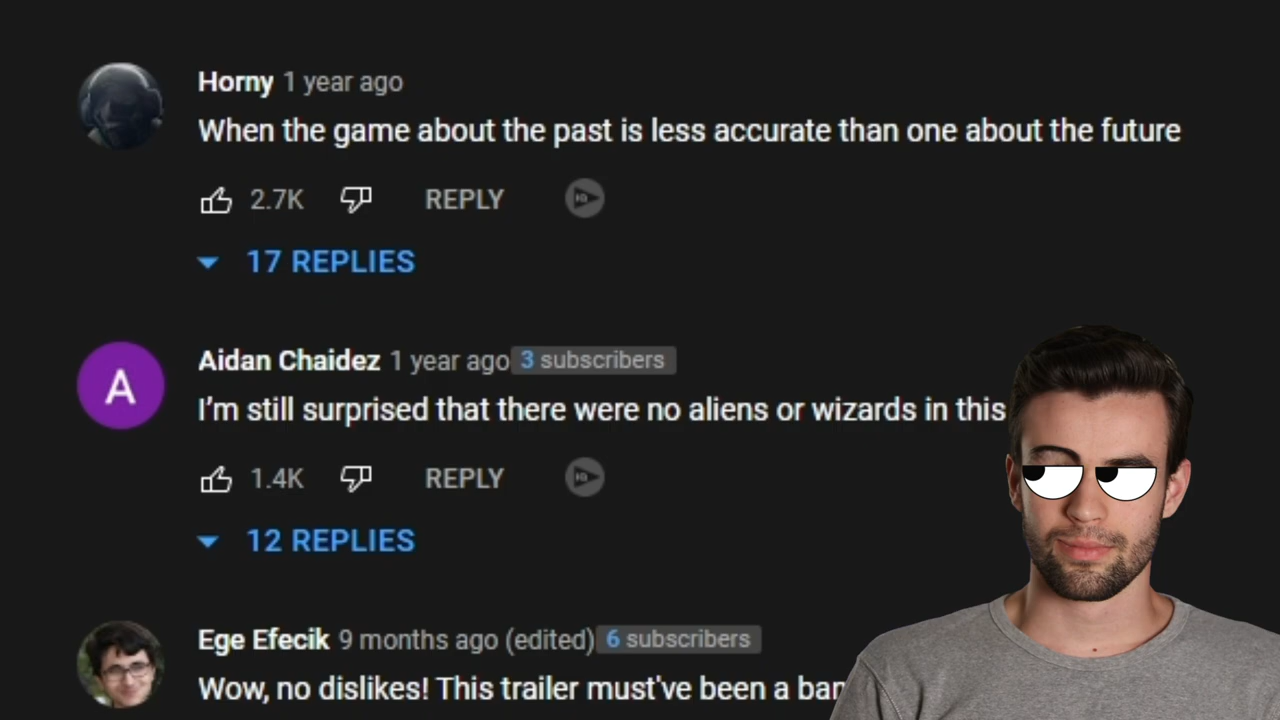 Horny 1 year ago
When the game about the past is less accurate than one about the future
2.7K REPLY
17 REPLIES
A
Aidan Chaidez 1 year ago 3 subscribers
I'm still surprised that there were no aliens or wizards in this
1.4K REPLY
12 REPLIES
Ege Efecik 9 months ago (edited) 6 subscribers
Wow, no dislikes! This trailer must've been a